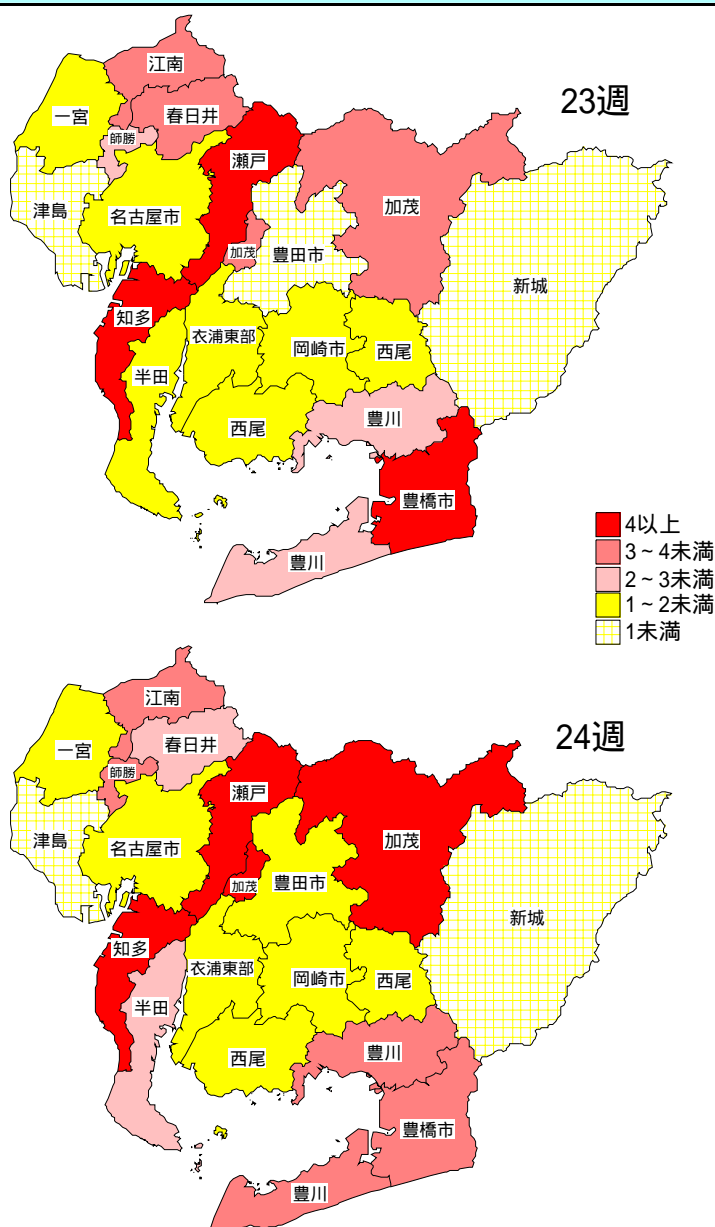 江南
23週
一宮
春日井
師勝
瀬戸
津島
名古屋市
加茂
加茂
豊田市
新城
知多
衣浦東部
岡崎市
西尾
半田
西尾
豊川
豊橋市
豊川
4以上
3~4未満
2~3未満
1~2未満
1未満
江南
24週
一宮
春日井
師勝
瀬戸
津島
名古屋市
加茂
加茂
豊田市
新城
知多
衣浦東部
岡崎市
西尾
半田
西尾
豊川
豊橋市
豊川